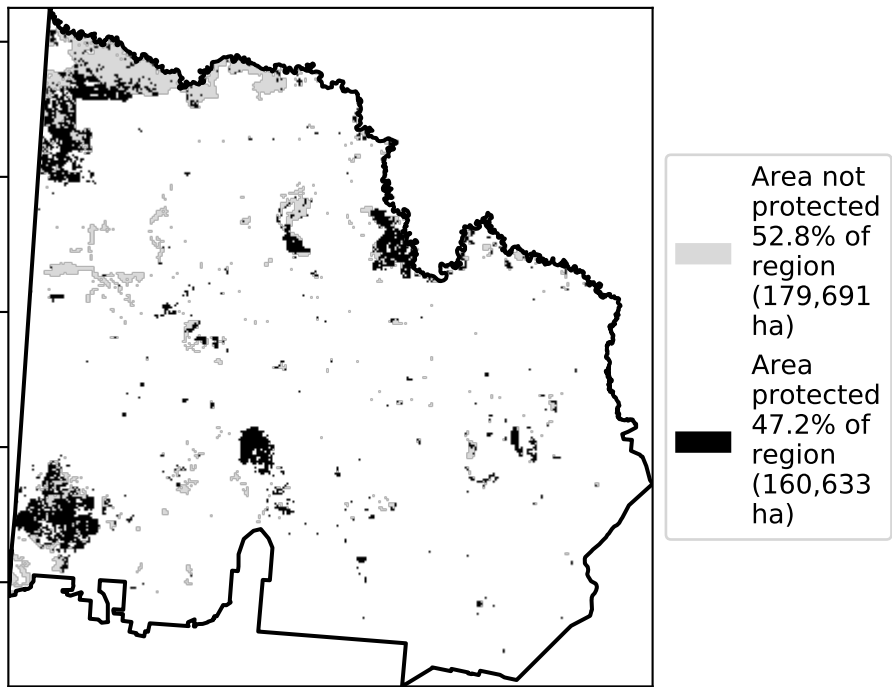 Area not
protected
52.8% of
region
(179,691
ha)
Area
protected
47.2% of
region
(160,633
ha)